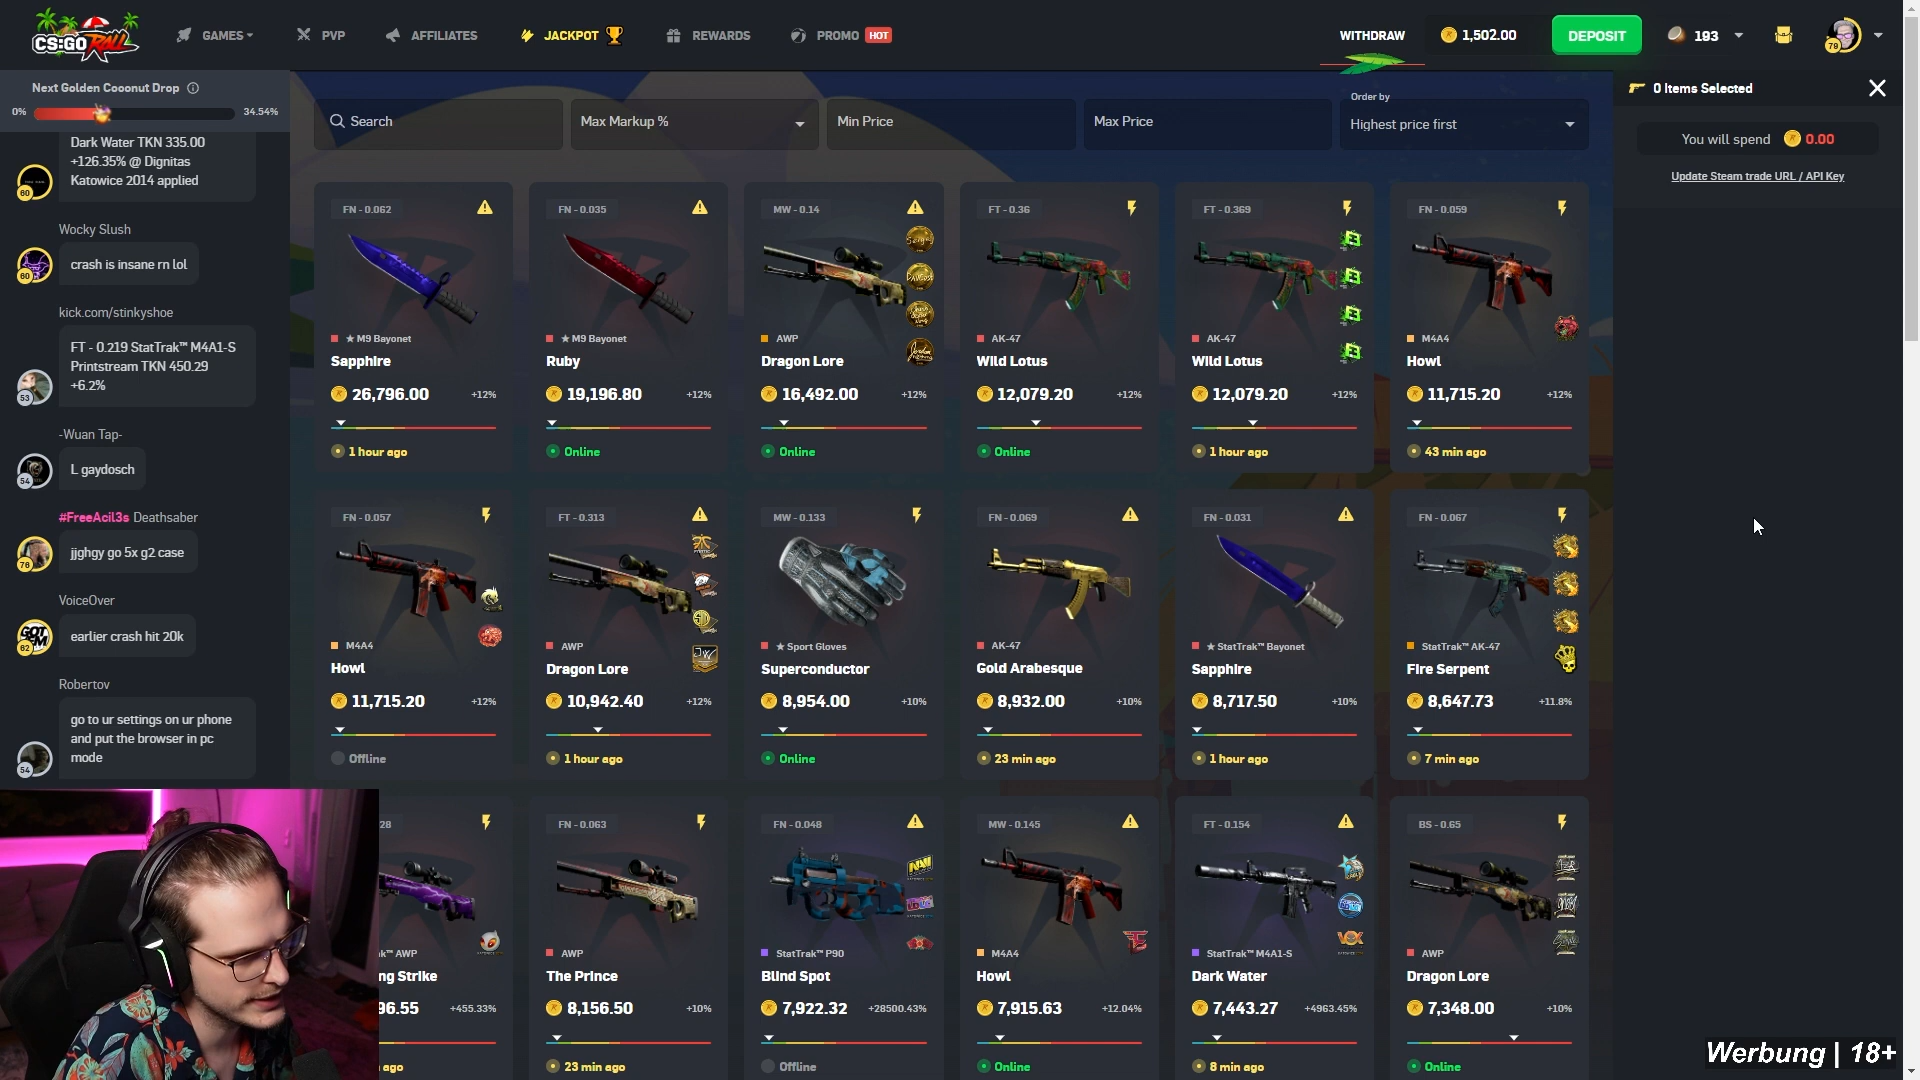 CS:GO ROLL
GAMES
PVP
AFFILIATES
JACKPOT
REWARDS
PROMO HOT
WITHDRAW
1,502.00
DEPOSIT
193
79
Next Golden Coconut Drop
0%
34.54%
Dark Water TKN 335.00
+126.35% @ Dignitas
Katowice 2014 applied
60
Wocky Slush
crash is insane rn lol
60
kick.com/stinkyshoe
FT - 0.219 StatTrak™ M4A1-S
Printstream TKN 450.29
+6.2%
53
-Wuan Tap-
L gaydosch
54
#FreeAcil3s Deathsaber
jjghgy go 5x g2 case
76
VoiceOver
earlier crash hit 20k
62
Robertov
go to ur settings on ur phone
and put the browser in pc
mode
54
Search
Max Markup %
Min Price
Max Price
Order by
Highest price first
0 Items Selected
You will spend 0.00
Update Steam trade URL / API Key
FN - 0.062
★ M9 Bayonet
Sapphire
26,796.00 +12%
1 hour ago
FN - 0.035
★ M9 Bayonet
Ruby
19,196.80 +12%
Online
MW - 0.14
AWP
Dragon Lore
16,492.00 +12%
Online
FT - 0.36
AK-47
Wild Lotus
12,079.20 +12%
Online
FT - 0.369
AK-47
Wild Lotus
12,079.20 +12%
1 hour ago
FN - 0.059
M4A4
Howl
11,715.20 +12%
43 min ago
FN - 0.057
M4A4
Howl
11,715.20 +12%
Offline
FT - 0.313
AWP
Dragon Lore
10,942.40 +12%
1 hour ago
MW - 0.133
★ Sport Gloves
Superconductor
8,954.00 +10%
Online
FN - 0.069
AK-47
Gold Arabesque
8,932.00 +10%
23 min ago
FN - 0.031
★ StatTrak™ Bayonet
Sapphire
8,717.50 +10%
1 hour ago
FN - 0.067
StatTrak™ AK-47
Fire Serpent
8,647.73 +11.8%
7 min ago
28
k™ AWP
ng Strike
96.55 +455.33%
ago
FN - 0.063
AWP
The Prince
8,156.50 +10%
23 min ago
FN - 0.048
StatTrak™ P90
Blind Spot
7,922.32 +28500.43%
Offline
MW - 0.145
M4A4
Howl
7,915.63 +12.04%
Online
FT - 0.154
StatTrak™ M4A1-S
Dark Water
7,443.27 +4963.45%
8 min ago
BS - 0.65
AWP
Dragon Lore
7,348.00 +10%
Online
Werbung | 18+